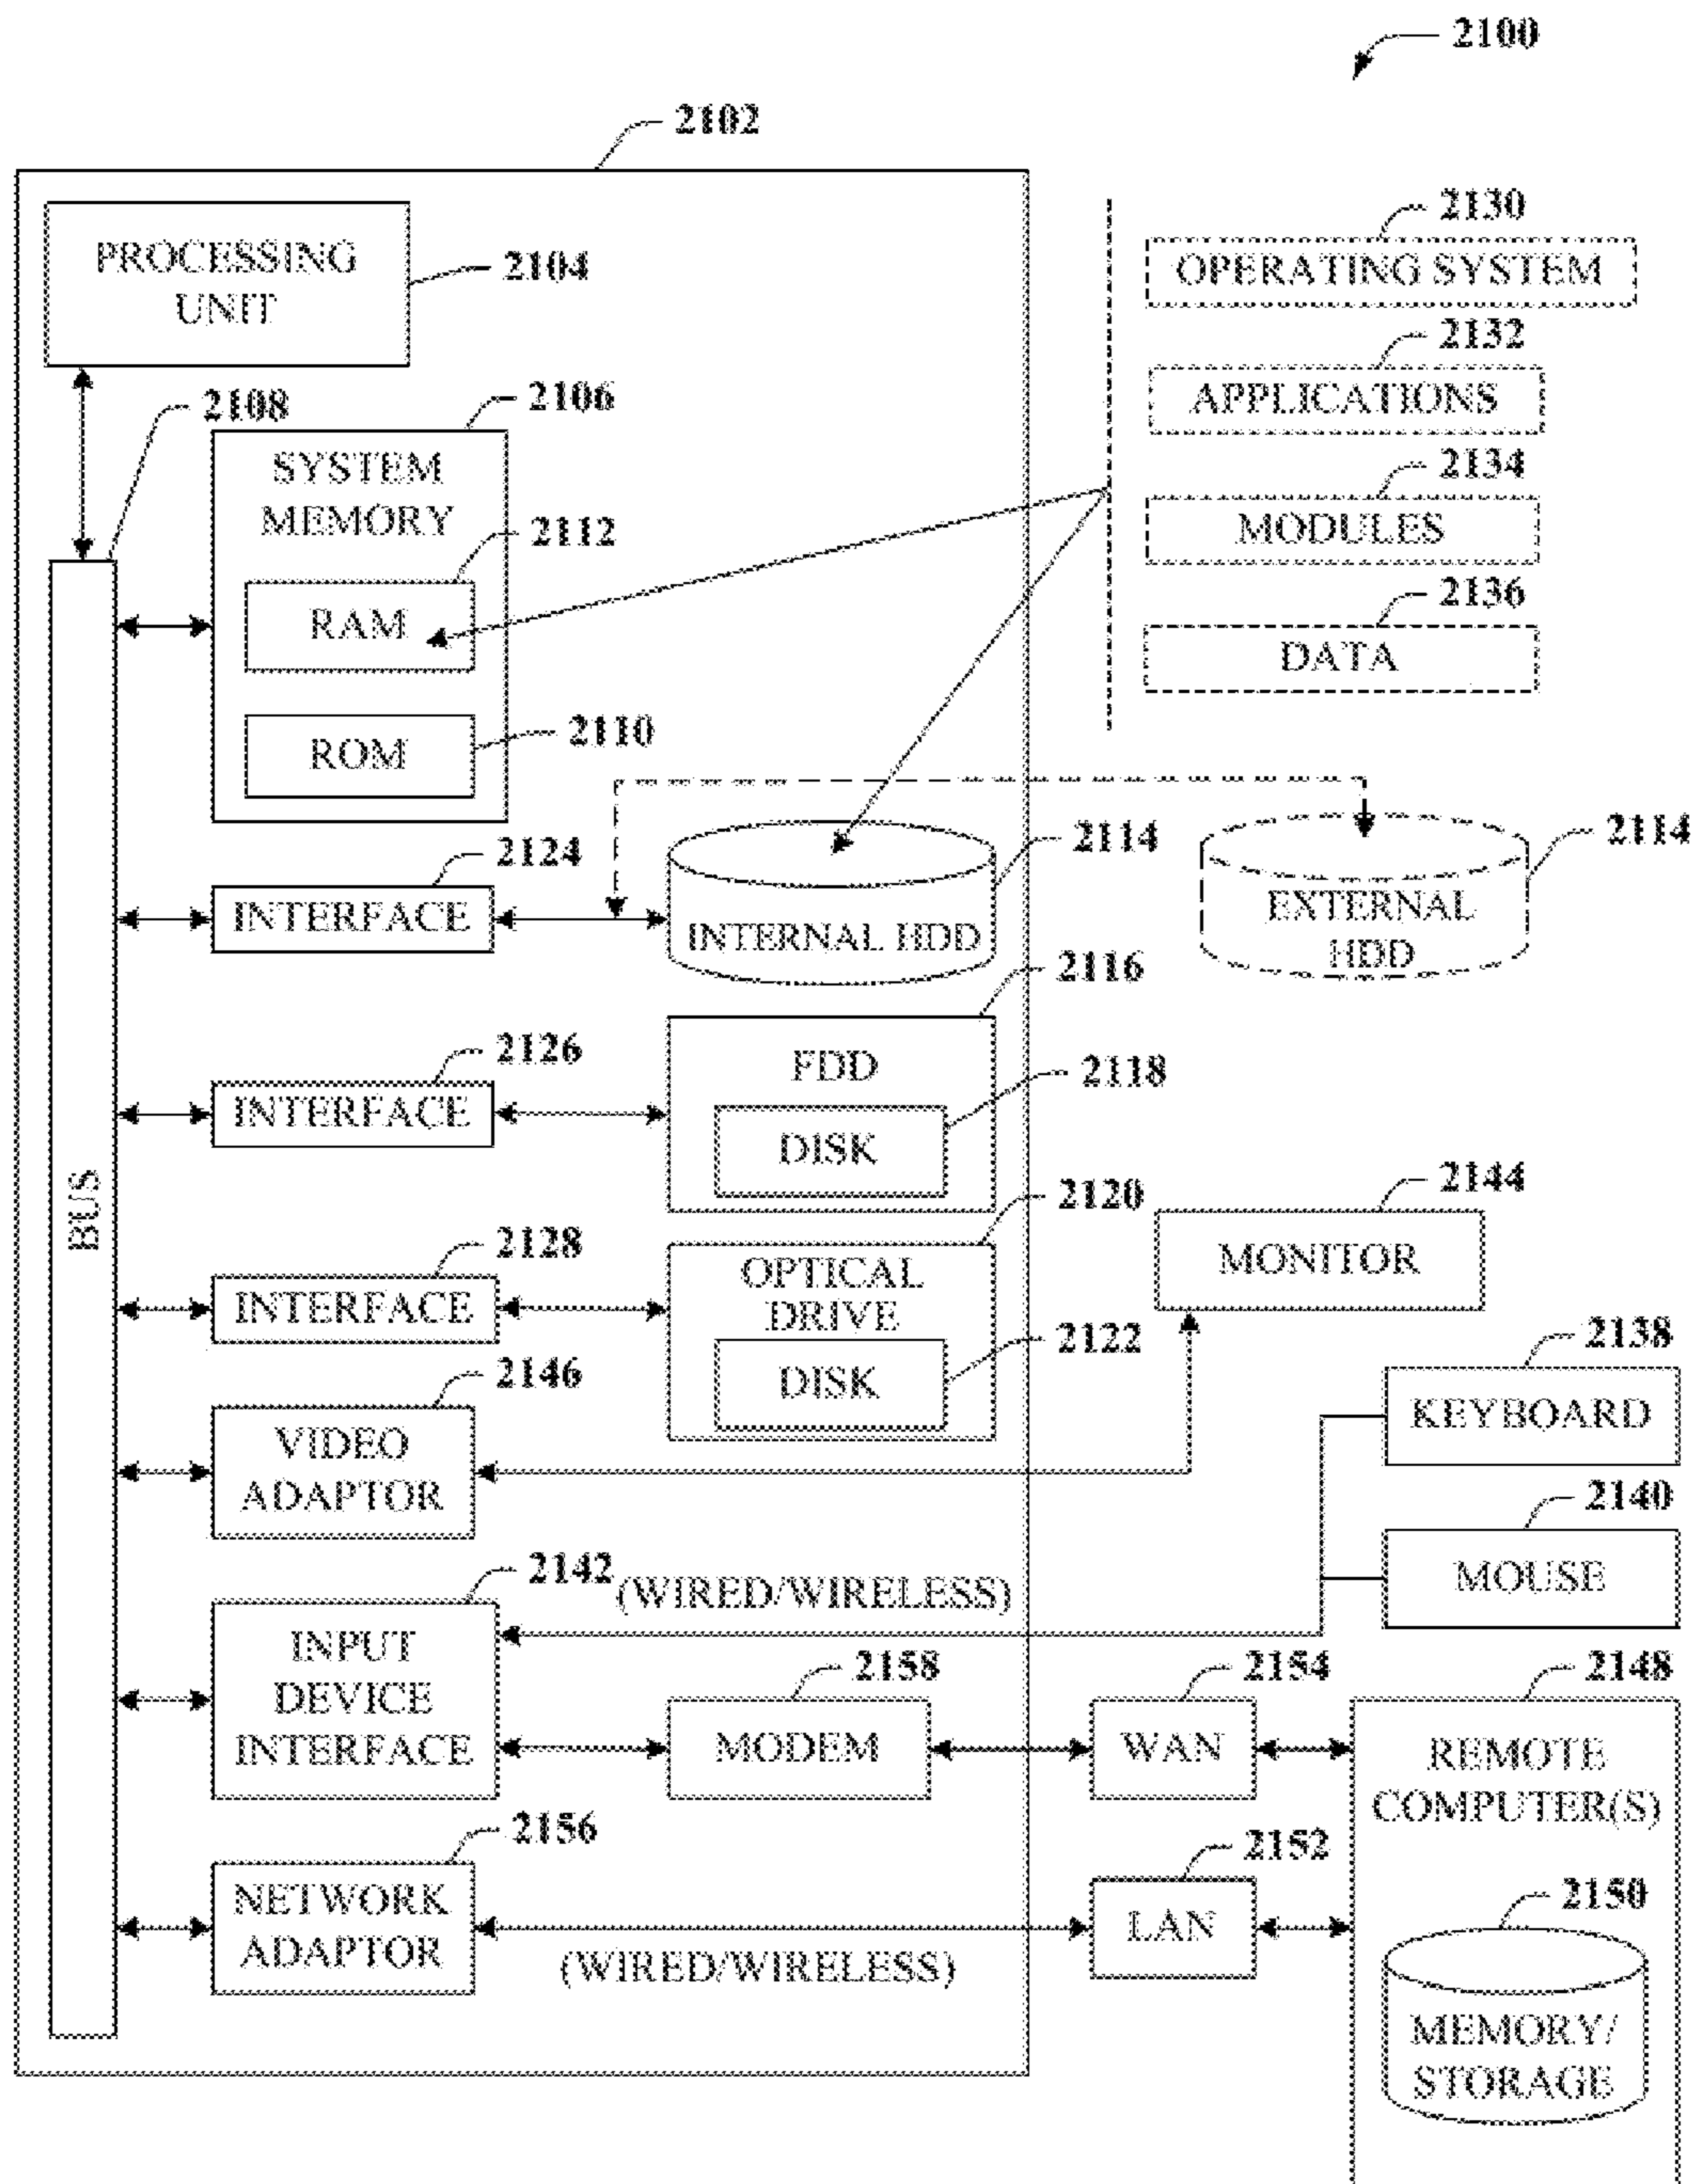 2100
2102
PROCESSING
UNIT
2104
2108
2106
SYSTEM
MEMORY
2112
RAM
2110
ROM
2130
OPERATING SYSTEM
2132
APPLICATIONS
2134
MODULES
2136
DATA
2124
INTERFACE
2114
INTERNAL HDD
2114
EXTERNAL
HDD
2126
INTERFACE
2116
FDD
2118
DISK
BUS
2128
INTERFACE
2120
OPTICAL
DRIVE
2122
DISK
2144
MONITOR
2146
VIDEO
ADAPTOR
2138
KEYBOARD
2140
MOUSE
2142
(WIRED/WIRELESS)
INPUT
DEVICE
INTERFACE
2158
MODEM
2154
WAN
2148
REMOTE
COMPUTER(S)
2156
NETWORK
ADAPTOR
(WIRED/WIRELESS)
2152
LAN
2150
MEMORY/
STORAGE